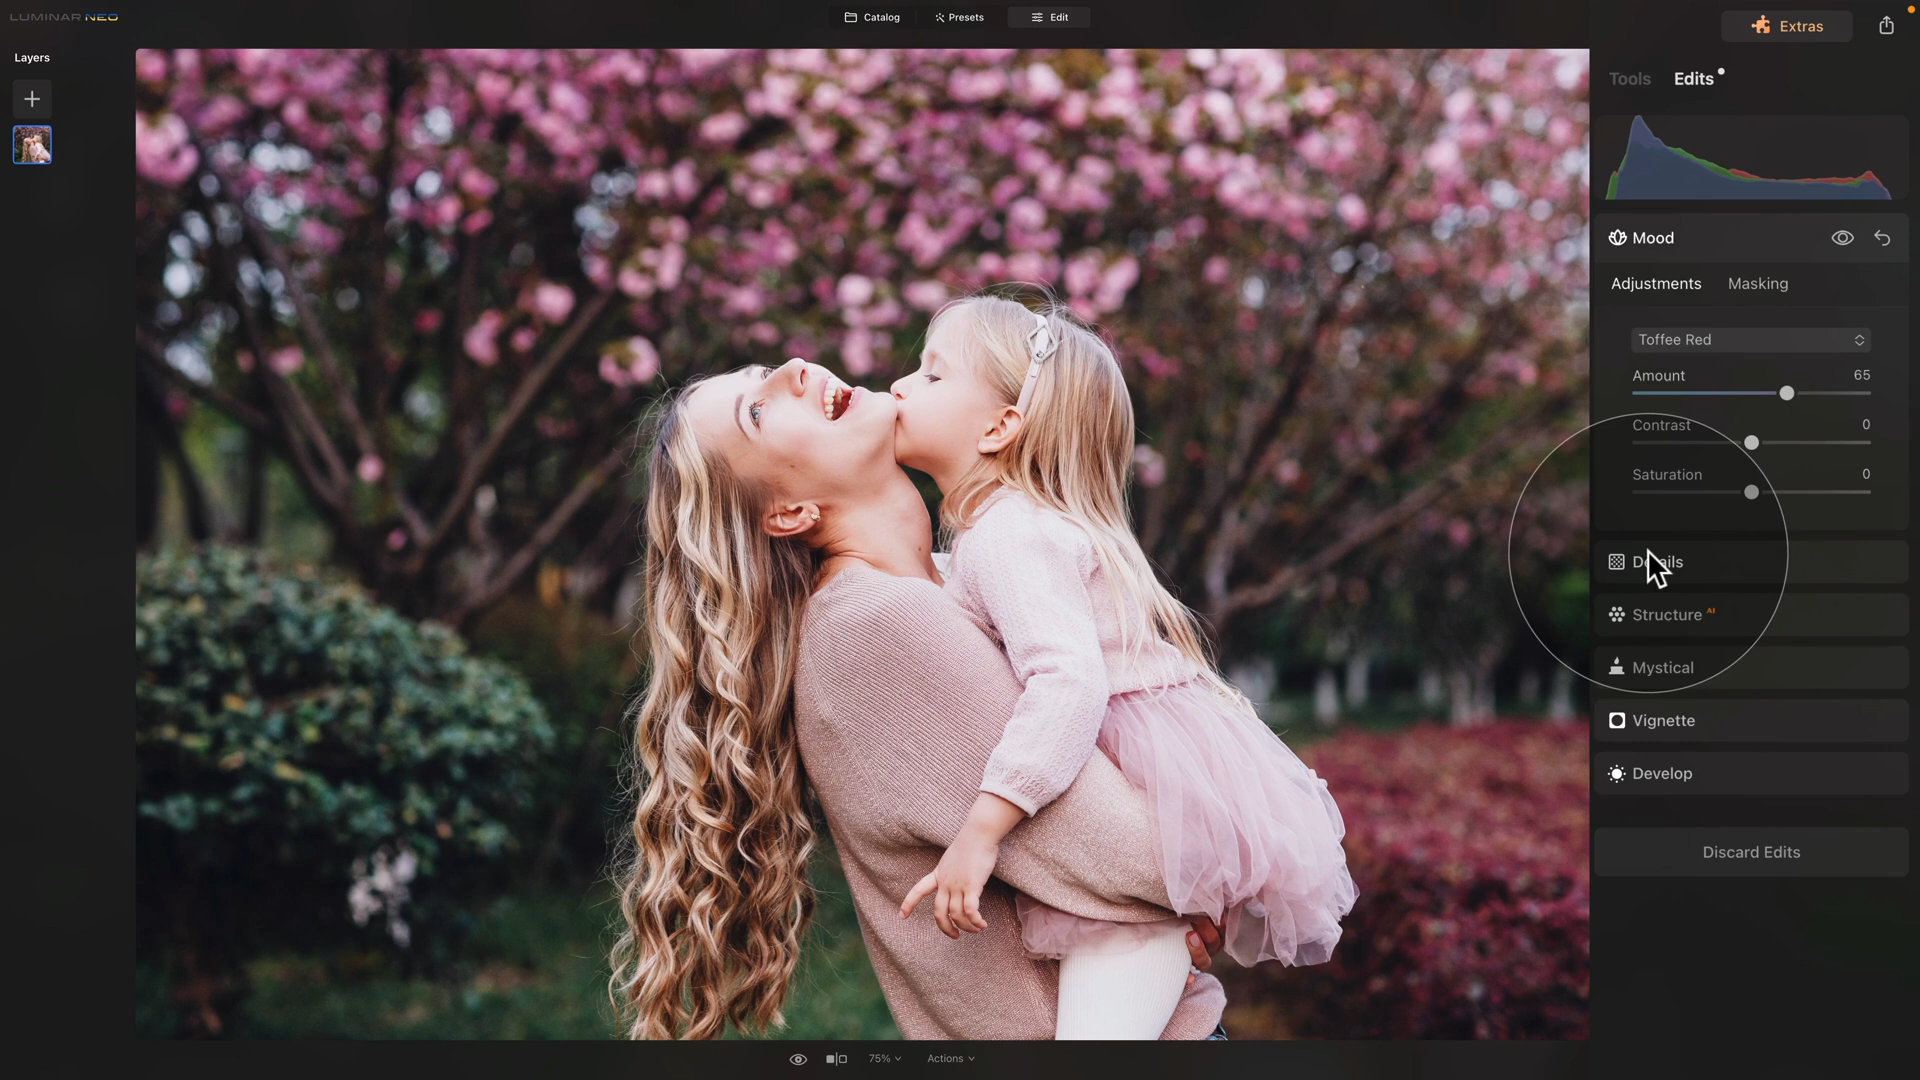 LUMINAR NEO
Catalog
Presets
Edit
Extras
Layers
Tools
Edits
Mood
Adjustments
Masking
Toffee Red
Amount 65
Contrast 0
Saturation 0
Structure AI
Mystical
Vignette
Develop
Discard Edits
75%
Actions